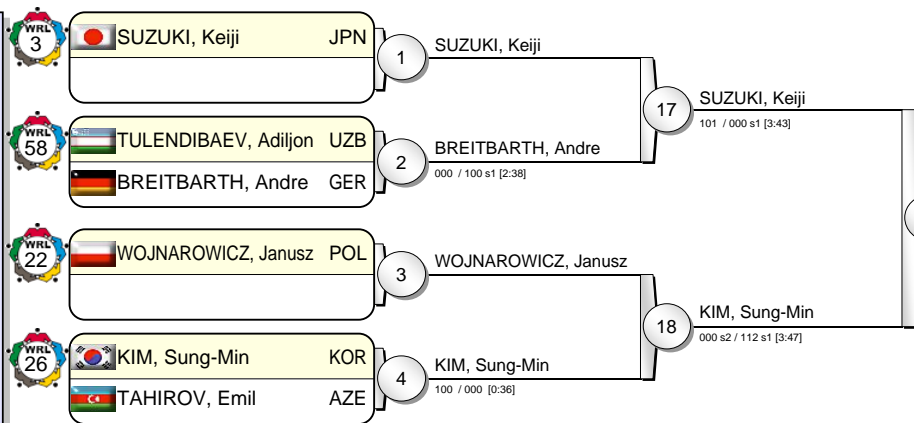 WRL 3
SUZUKI, Keiji JPN
1
SUZUKI, Keiji
17
SUZUKI, Keiji
101 / 000 s1 [3:43]
WRL 58
TULENDIBAEV, Adiljon UZB
BREITBARTH, Andre GER
2
BREITBARTH, Andre
000 / 100 s1 [2:38]
WRL 22
WOJNAROWICZ, Janusz POL
3
WOJNAROWICZ, Janusz
18
KIM, Sung-Min
000 s2 / 112 s1 [3:47]
WRL 26
KIM, Sung-Min KOR
TAHIROV, Emil AZE
4
KIM, Sung-Min
100 / 000 [0:36]